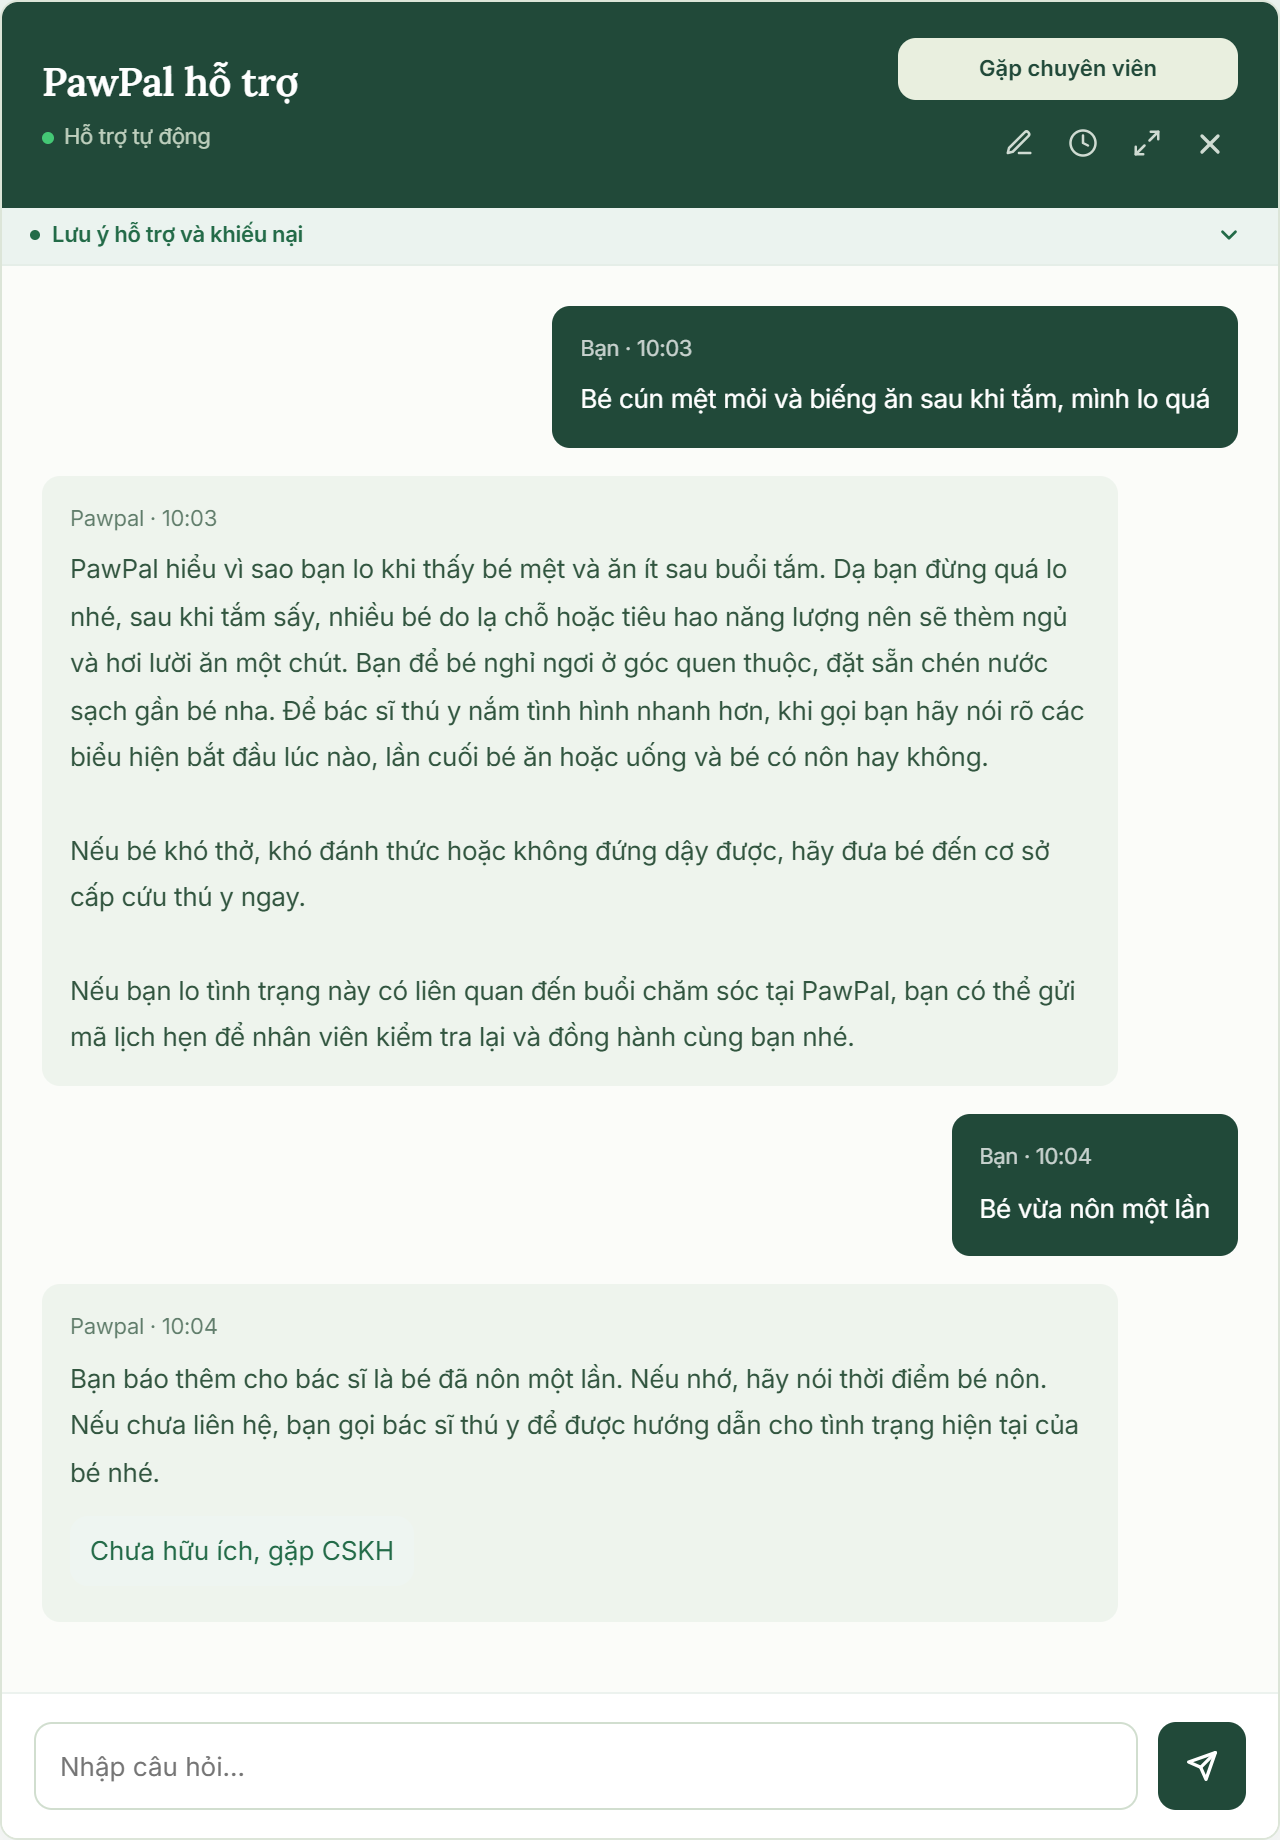 PawPal hỗ trợ
Gặp chuyên viên
Hỗ trợ tự động
Lưu ý hỗ trợ và khiếu nại
Bạn · 10:03
Bé cún mệt mỏi và biếng ăn sau khi tắm, mình lo quá
Pawpal · 10:03
PawPal hiểu vì sao bạn lo khi thấy bé mệt và ăn ít sau buổi tắm. Dạ bạn đừng quá lo
nhé, sau khi tắm sấy, nhiều bé do lạ chỗ hoặc tiêu hao năng lượng nên sẽ thèm ngủ
và hơi lười ăn một chút. Bạn để bé nghỉ ngơi ở góc quen thuộc, đặt sẵn chén nước
sạch gần bé nha. Để bác sĩ thú y nắm tình hình nhanh hơn, khi gọi bạn hãy nói rõ các
biểu hiện bắt đầu lúc nào, lần cuối bé ăn hoặc uống và bé có nôn hay không.
Nếu bé khó thở, khó đánh thức hoặc không đứng dậy được, hãy đưa bé đến cơ sở
cấp cứu thú y ngay.
Nếu bạn lo tình trạng này có liên quan đến buổi chăm sóc tại PawPal, bạn có thể gửi
mã lịch hẹn để nhân viên kiểm tra lại và đồng hành cùng bạn nhé.
Bạn · 10:04
Bé vừa nôn một lần
Pawpal · 10:04
Bạn báo thêm cho bác sĩ là bé đã nôn một lần. Nếu nhớ, hãy nói thời điểm bé nôn.
Nếu chưa liên hệ, bạn gọi bác sĩ thú y để được hướng dẫn cho tình trạng hiện tại của
bé nhé.
Chưa hữu ích, gặp CSKH
Nhập câu hỏi...